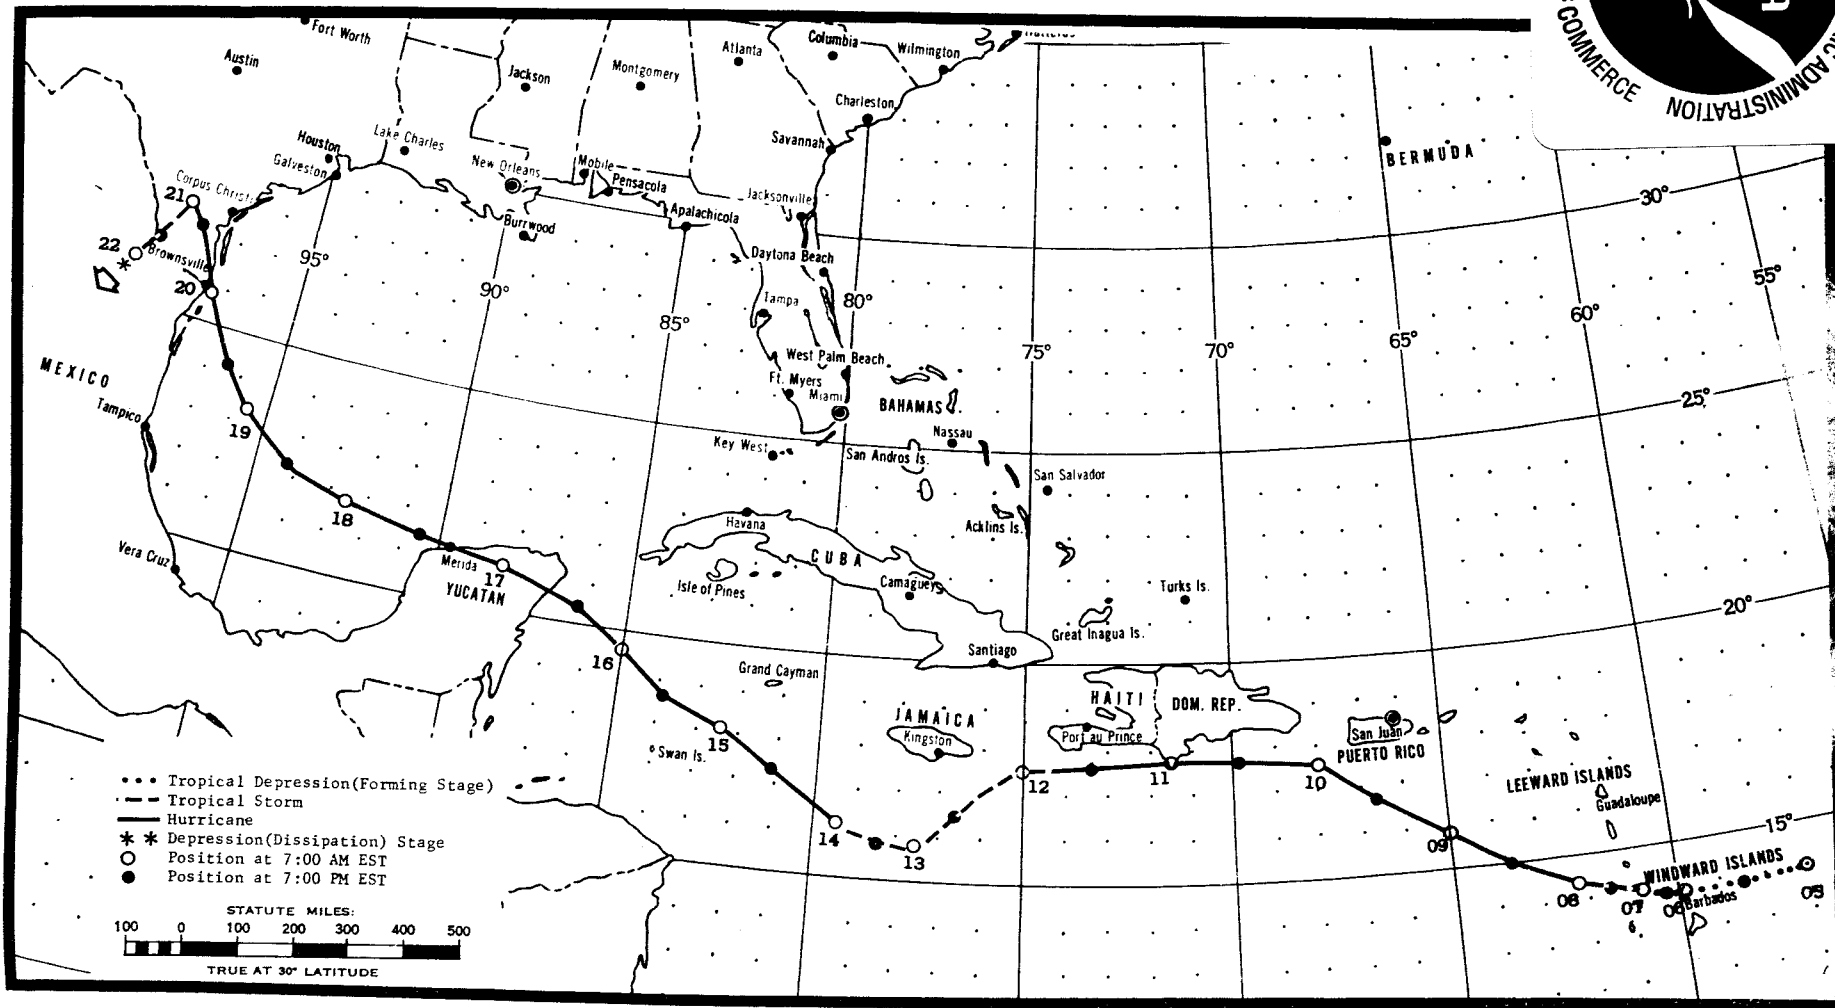 COMMERCE
ADMINISTRATION
Fort Worth
Austin
Jackson
Montgomery
Atlanta
Columbia
Wilmington
Charleston
Savannah
Houston
Galveston
Lake Charles
New Orleans
Mobile
Pensacola
Jacksonville
Apalachicola
Burrwood
Daytona Beach
Corpus Christi
Brownsville
Tampa
West Palm Beach
Ft. Myers
Miami
Key West
BERMUDA
BAHAMAS
Nassau
San Andros Is.
San Salvador
Acklins Is.
MEXICO
Tampico
Vera Cruz
Merida
YUCATAN
Havana
CUBA
Isle of Pines
Camaguey
Santiago
Turks Is.
Great Inagua Is.
Grand Cayman
JAMAICA
Kingston
Swan Is.
HAITI
Port au Prince
DOM. REP.
San Juan
PUERTO RICO
LEEWARD ISLANDS
Guadaloupe
WINDWARD ISLANDS
Barbados
95°
90°
85°
80°
75°
70°
65°
60°
55°
30°
25°
20°
15°
22
21
20
19
18
17
16
15
14
13
12
11
10
09
08
07
06
05
6
Tropical Depression(Forming Stage)
Tropical Storm
Hurricane
** Depression(Dissipation) Stage
Position at 7:00 AM EST
Position at 7:00 PM EST
STATUTE MILES:
100 0 100 200 300 400 500
TRUE AT 30° LATITUDE